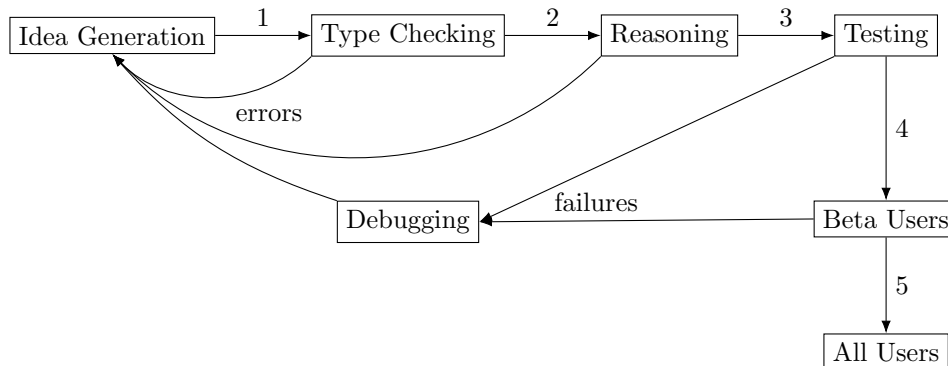 1
2
3
Idea Generation
Type Checking
Reasoning
Testing
errors
4
failures
Debugging
Beta Users
5
All Users